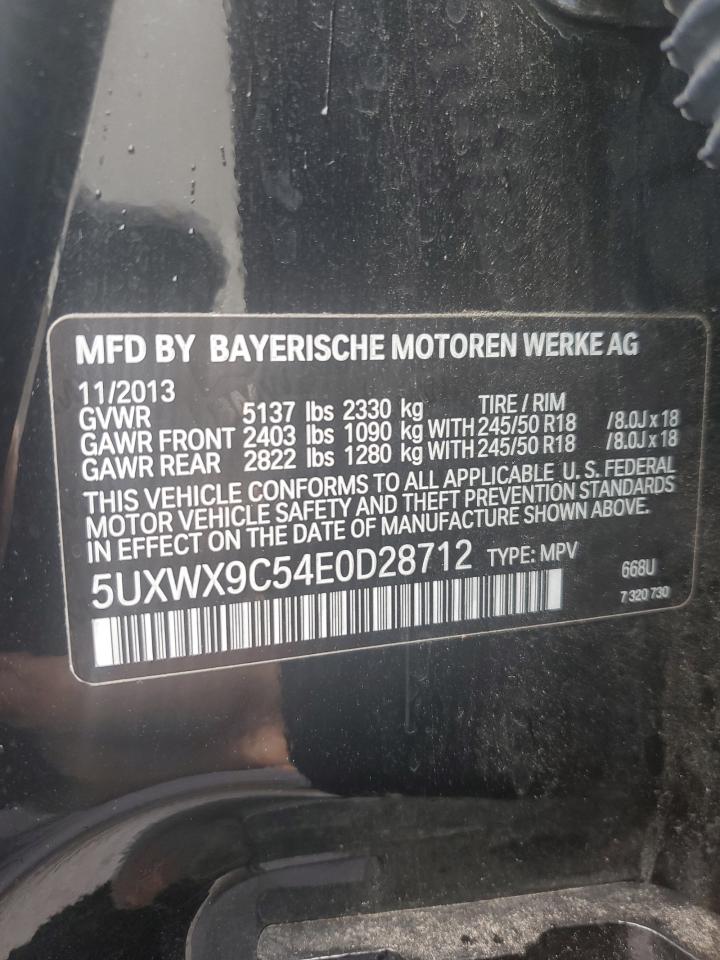 MFD BY BAYERISCHE MOTOREN WERKE AG
11/2013
GVWR 5137 lbs 2330 kg TIRE / RIM
GAWR FRONT 2403 lbs 1090 kg WITH 245/50 R18 /8.0J x 18
GAWR REAR 2822 lbs 1280 kg WITH 245/50 R18 /8.0J x 18
THIS VEHICLE CONFORMS TO ALL APPLICABLE U. S. FEDERAL
MOTOR VEHICLE SAFETY AND THEFT PREVENTION STANDARDS
IN EFFECT ON THE DATE OF MANUFACTURE SHOWN ABOVE.
5UXWX9C54E0D28712 TYPE: MPV 668U
7 320 730